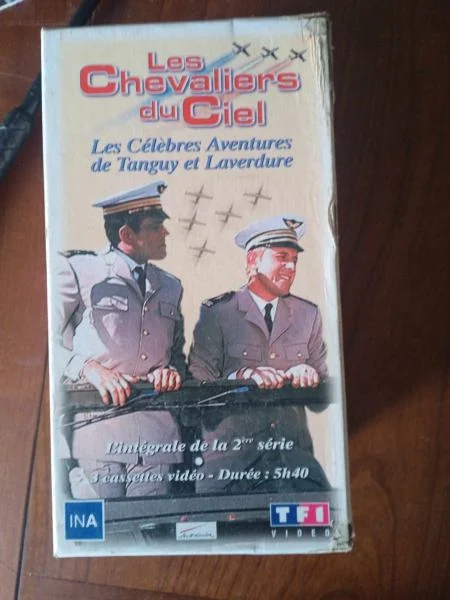 Les
Chevaliers
du Ciel
Les Célèbres Aventures
de Tanguy et Laverdure
L'intégrale de la 2ère série
3 cassettes vidéo - Durée : 5h40
INA
TF1
VIDEO